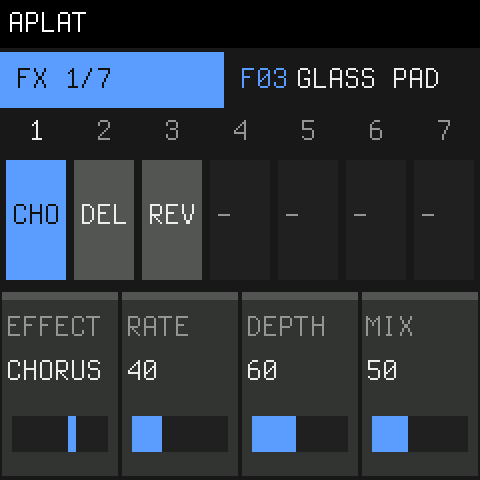 APLAT
FX 1/7 F03 GLASS PAD
1 2 3 4 5 6 7
CHO DEL REV - - - -
EFFECT RATE DEPTH MIX
CHORUS 40 60 50